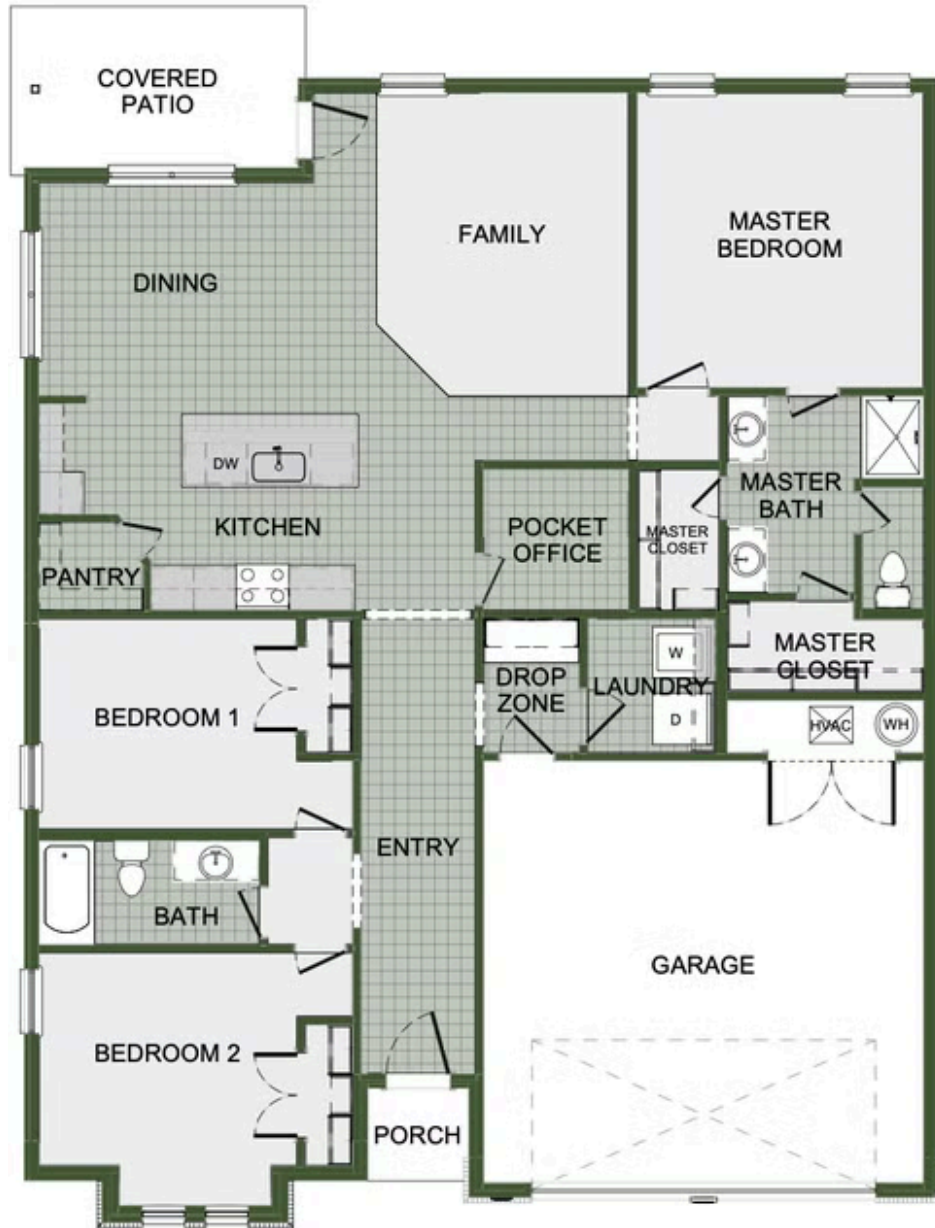 COVERED
PATIO
FAMILY
MASTER
BEDROOM
DINING
DW
KITCHEN
PANTRY
POCKET
OFFICE
MASTER
CLOSET
MASTER
BATH
MASTER
CLOSET
BEDROOM 1
DROP
ZONE
LAUNDRY
W
D
HVAC
WH
ENTRY
BATH
GARAGE
BEDROOM 2
PORCH